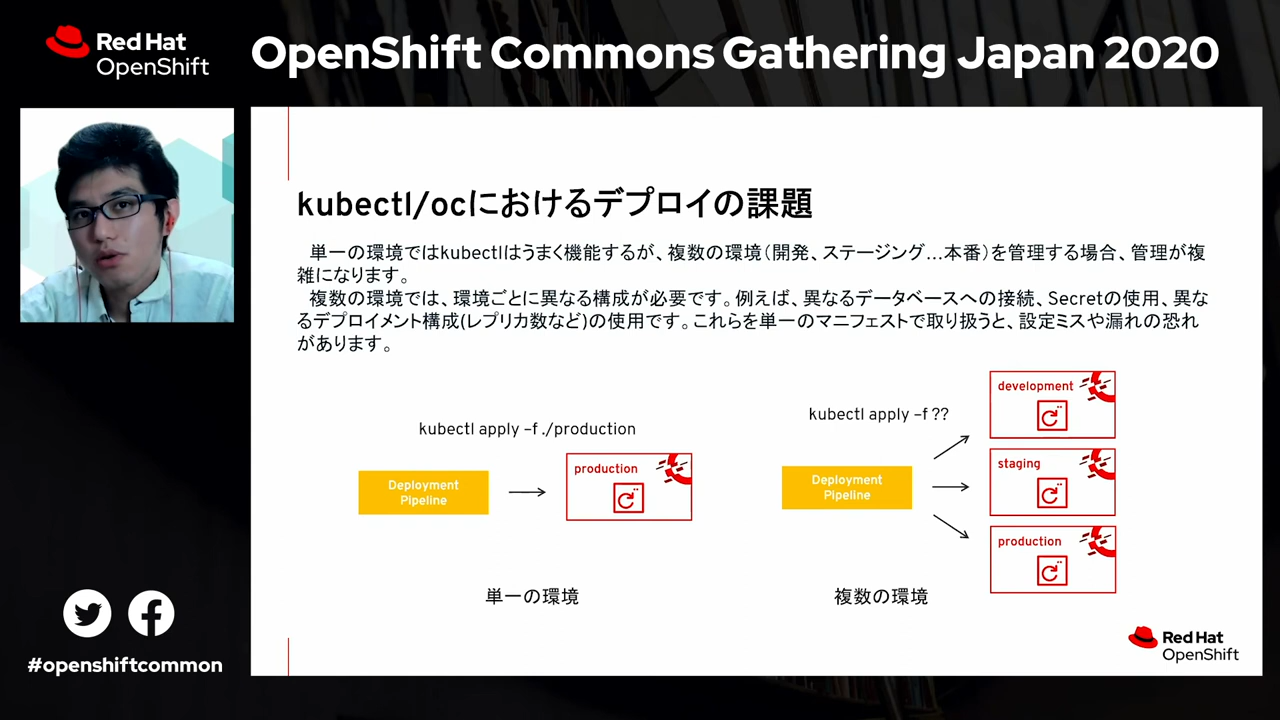 Red Hat
OpenShift
OpenShift Commons Gathering Japan 2020
kubectl/ocにおけるデプロイの課題
単一の環境ではkubectlはうまく機能するが、複数の環境（開発、ステージング…本番）を管理する場合、管理が複
雑になります。
複数の環境では、環境ごとに異なる構成が必要です。例えば、異なるデータベースへの接続、Secretの使用、異な
るデプロイメント構成(レプリカ数など)の使用です。これらを単一のマニフェストで取り扱うと、設定ミスや漏れの恐れ
があります。
kubectl apply –f ./production
Deployment
Pipeline
production
単一の環境
kubectl apply –f ??
Deployment
Pipeline
development
staging
production
複数の環境
Red Hat
OpenShift
#openshiftcommon